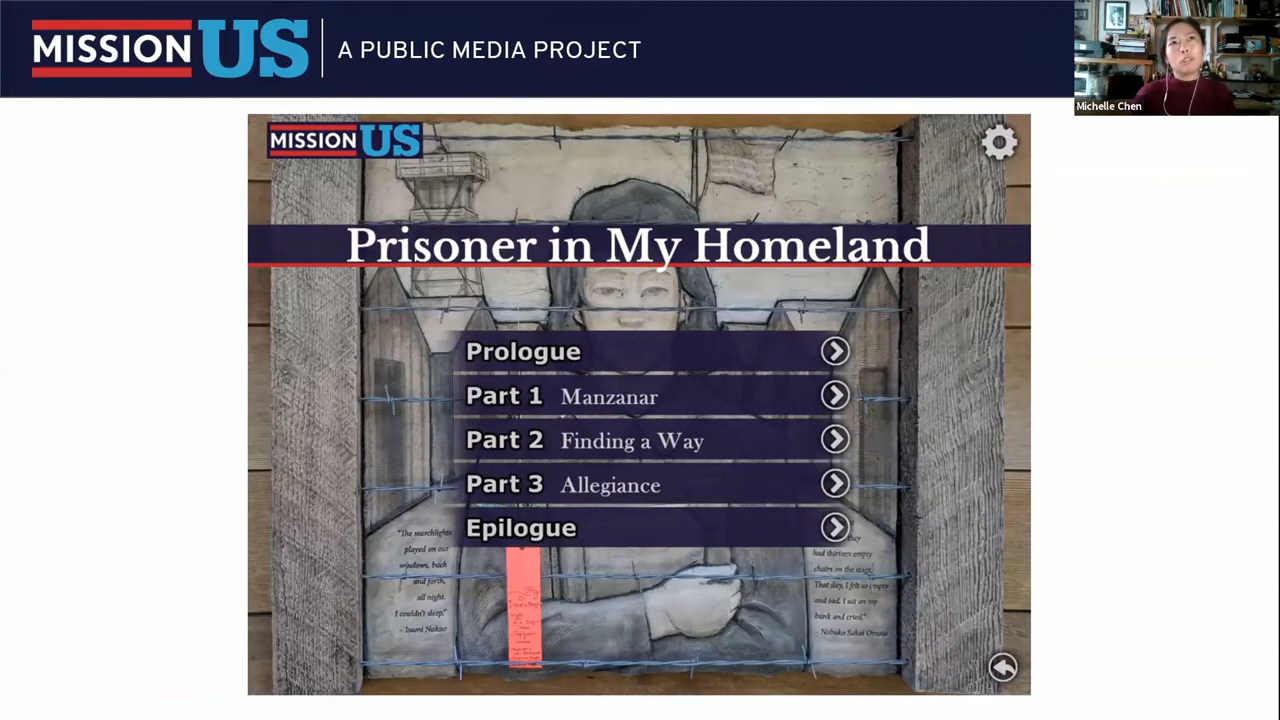 MISSION US
A PUBLIC MEDIA PROJECT
Michelle Chen
MISSION US
Prisoner in My Homeland
Prologue
Part 1 Manzanar
Part 2 Finding a Way
Part 3 Allegiance
Epilogue
"The searchlights
played on our
windows, back
and forth,
all night.
I couldn't sleep."
– Isami Nakao
they
had thirteen empty
chairs on the stage.
That day, I felt so empty
and sad, I sat on my
bunk and cried."
– Nobuko Sakai Omoto